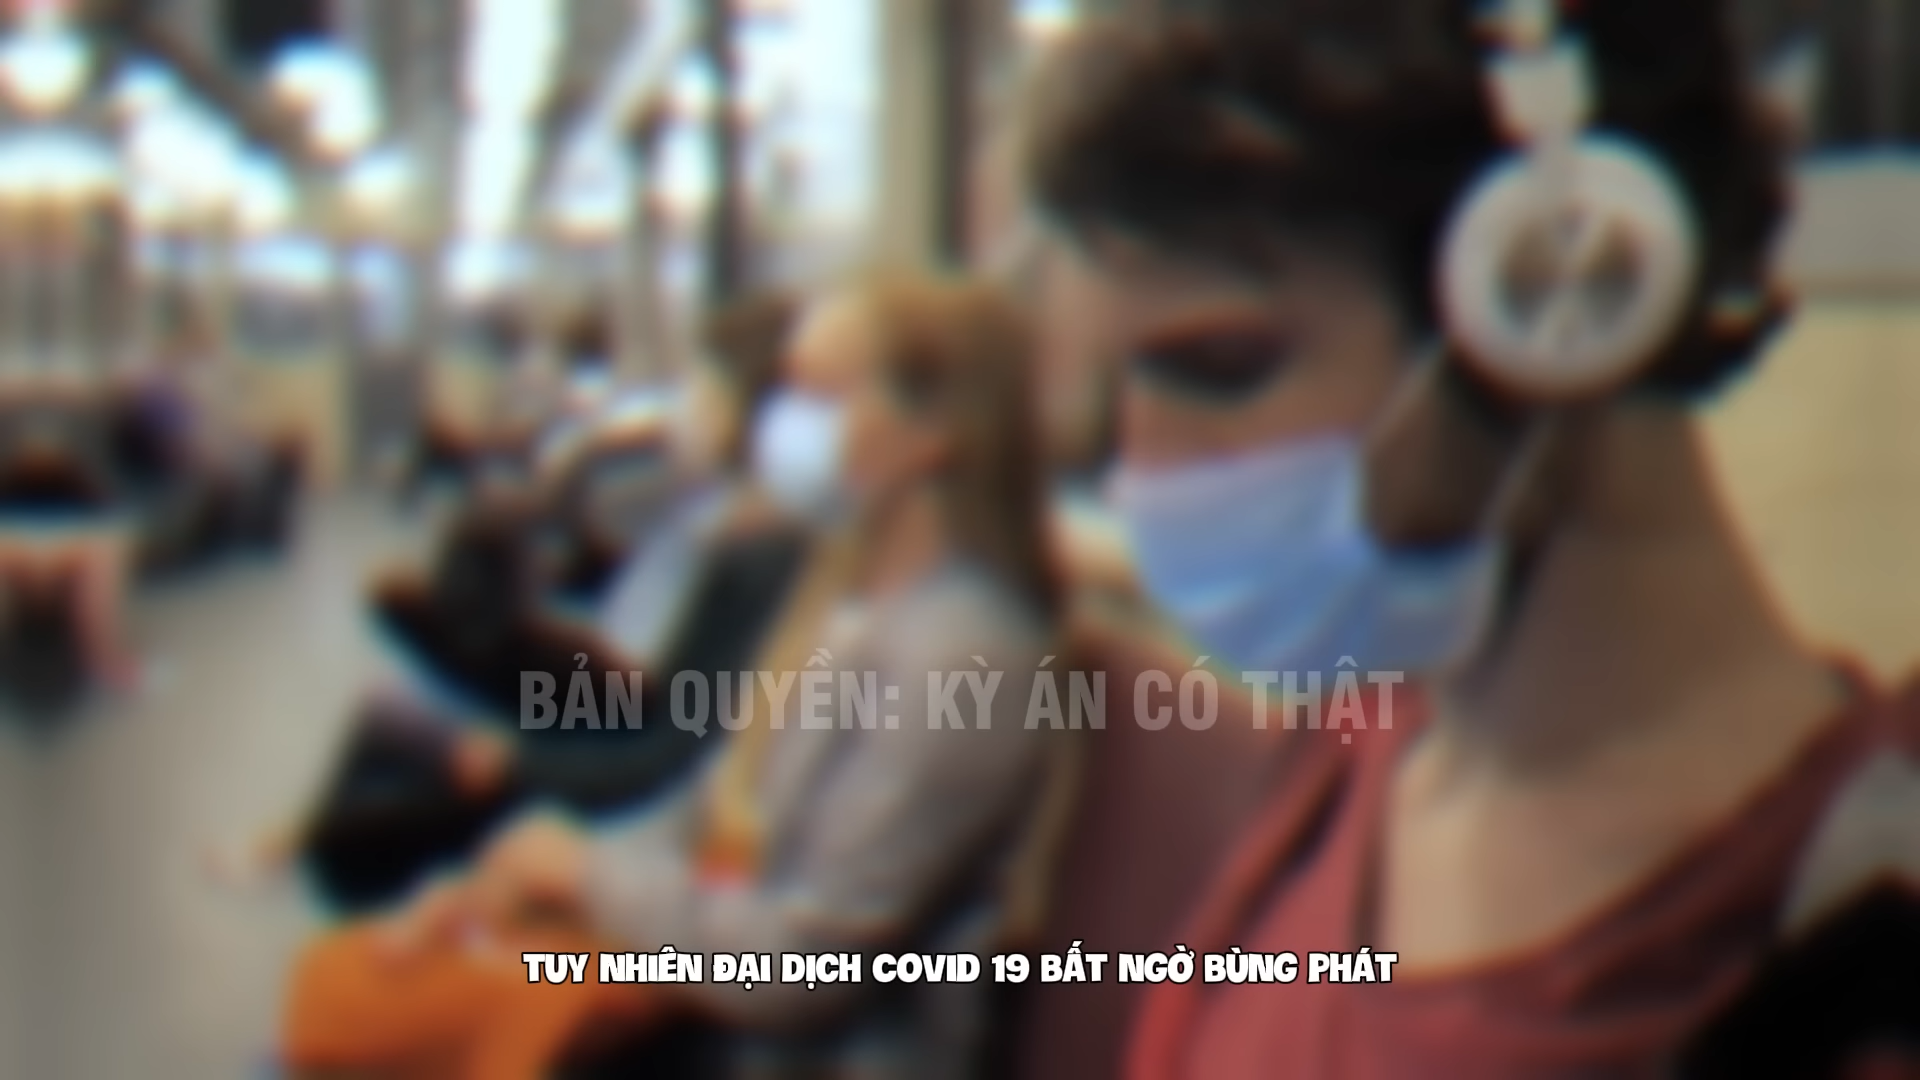 BẢN QUYỀN: KỲ ÁN CÓ THẬT
TUY NHIÊN ĐẠI DỊCH COVID 19 BẤT NGỜ BÙNG PHÁT